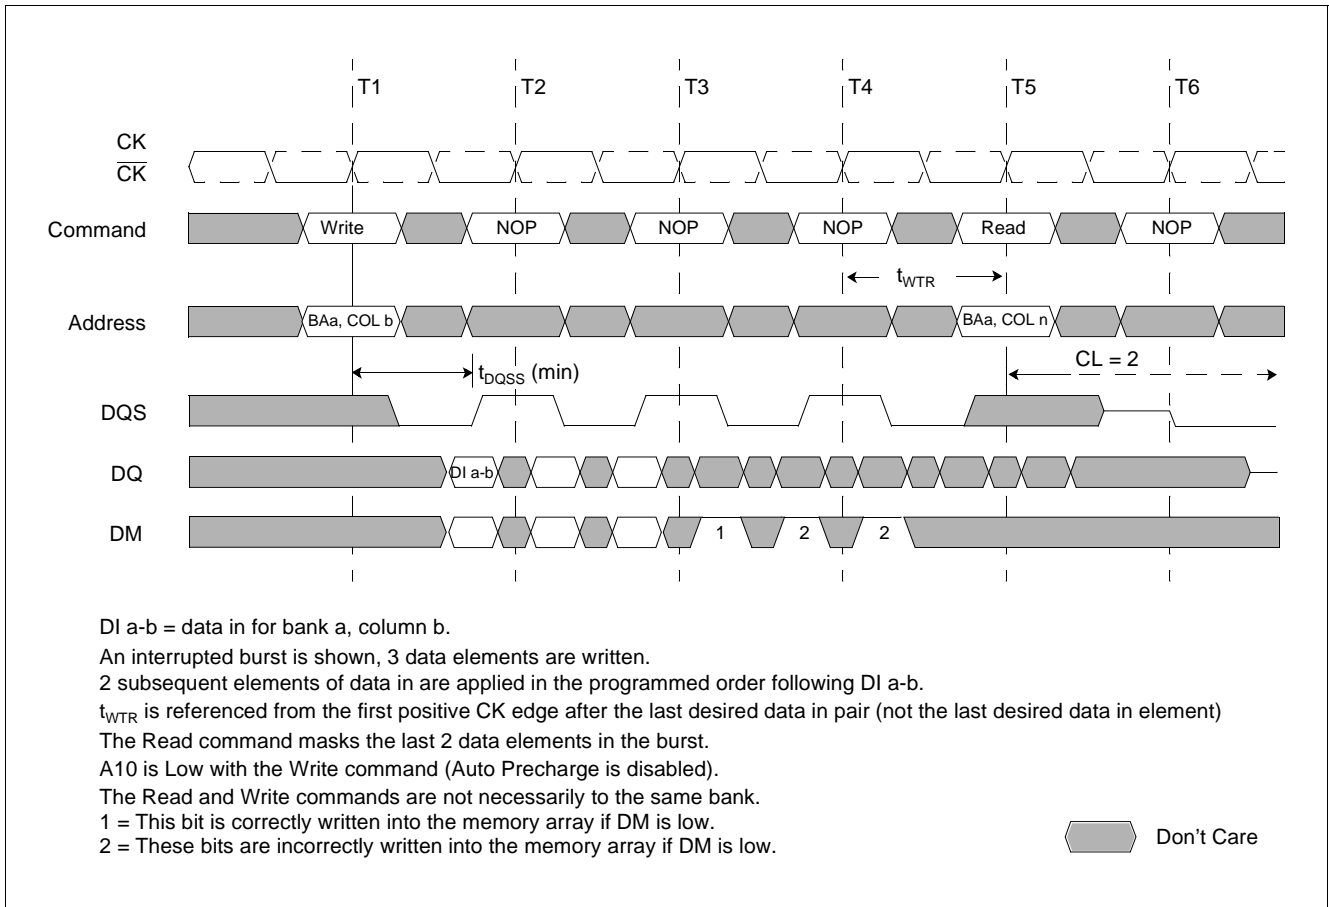 T1 T2 T3 T4 T5 T6
CK
CK
Command Write NOP NOP NOP Read NOP
tWTR
Address BAa, COL b BAa, COL n
tDQSS (min) CL = 2
DQS
DQ DI a-b
DM 1 2 2
DI a-b = data in for bank a, column b.
An interrupted burst is shown, 3 data elements are written.
2 subsequent elements of data in are applied in the programmed order following DI a-b.
tWTR is referenced from the first positive CK edge after the last desired data in pair (not the last desired data in element)
The Read command masks the last 2 data elements in the burst.
A10 is Low with the Write command (Auto Precharge is disabled).
The Read and Write commands are not necessarily to the same bank.
1 = This bit is correctly written into the memory array if DM is low.
2 = These bits are incorrectly written into the memory array if DM is low.
Don't Care